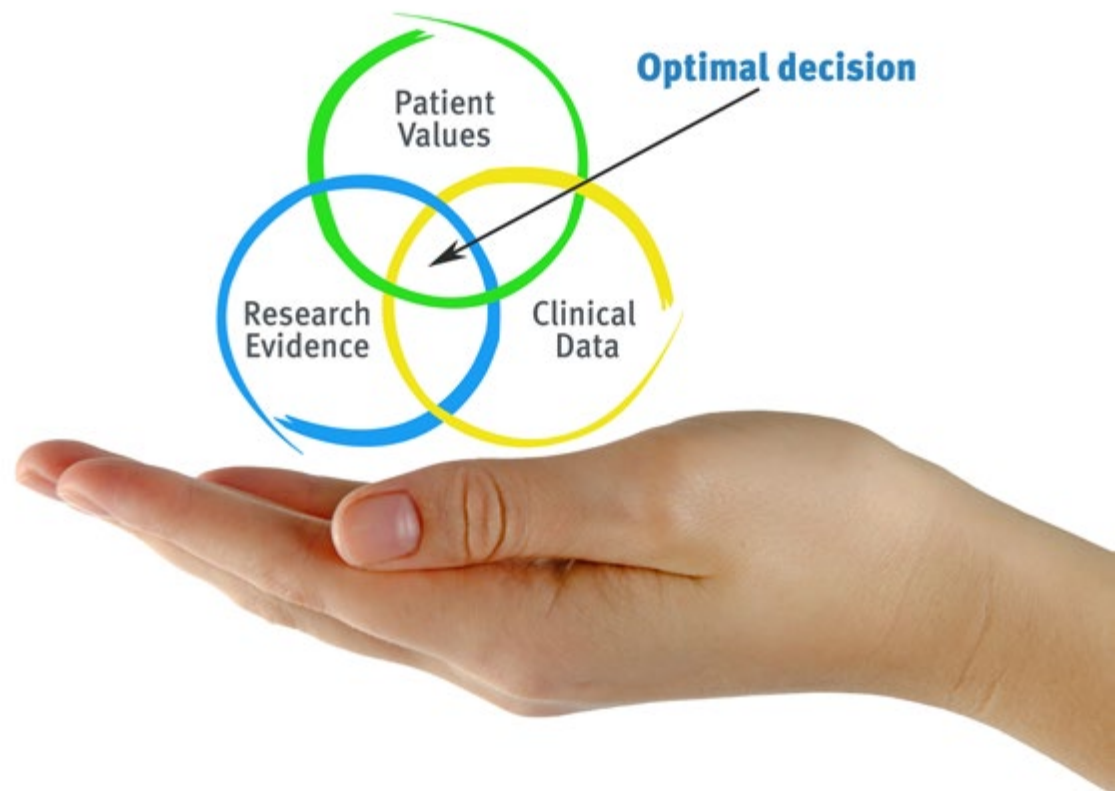 Optimal decision
Patient
Values
Research
Evidence
Clinical
Data